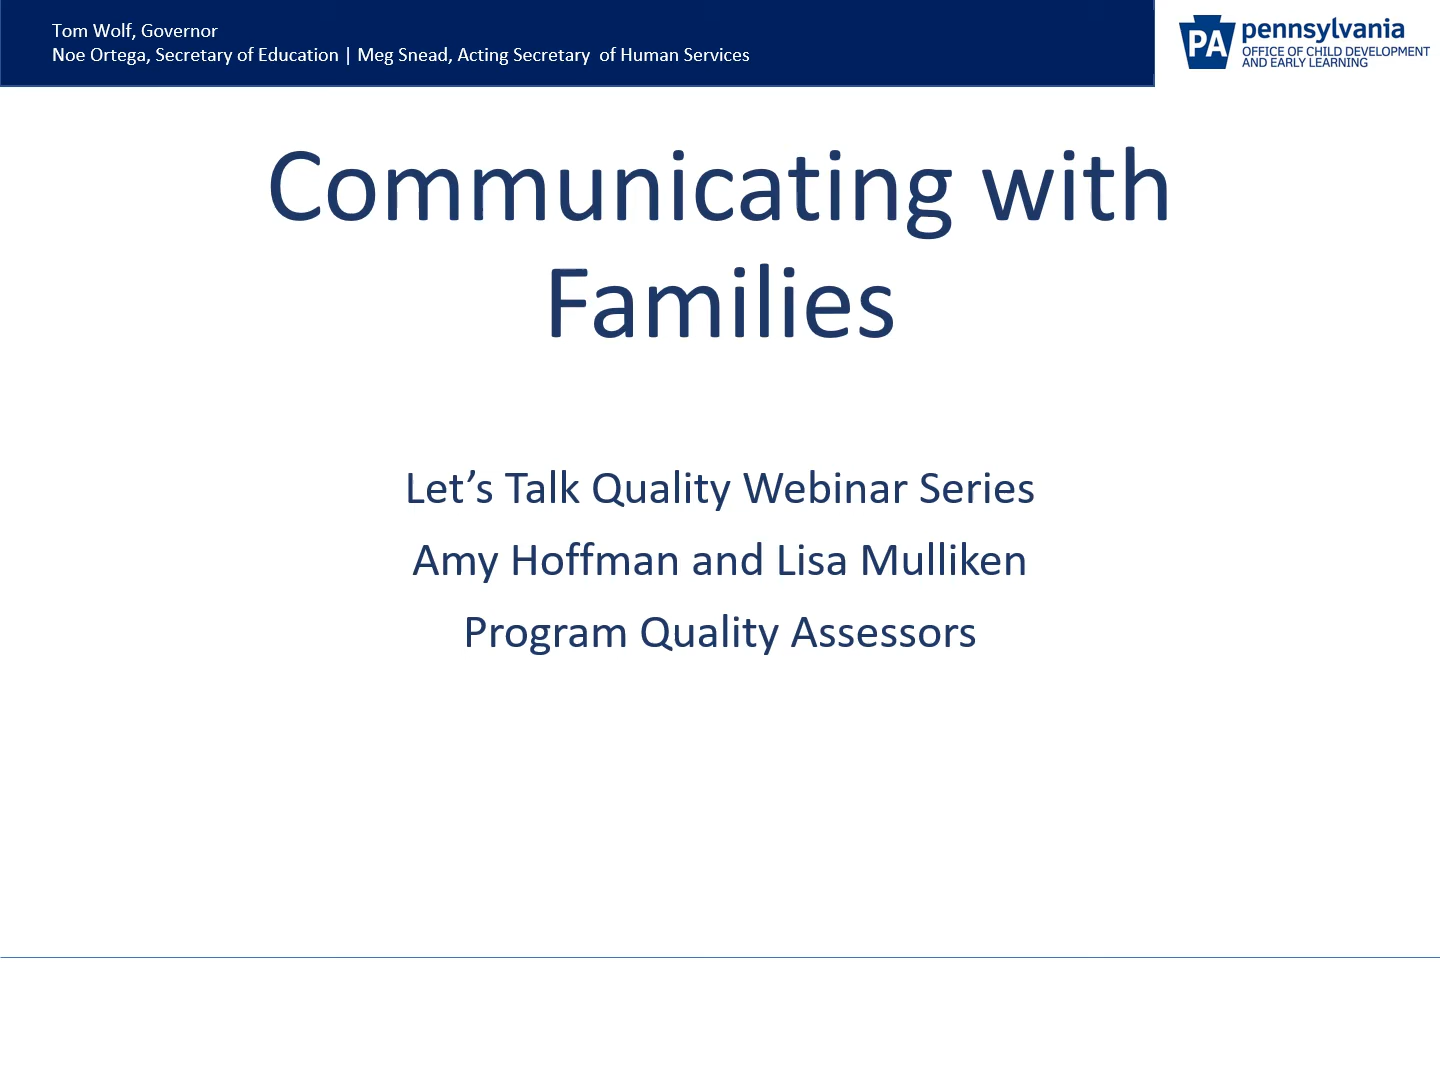 Tom Wolf, Governor
Noe Ortega, Secretary of Education | Meg Snead, Acting Secretary  of Human Services
PA
pennsylvania
OFFICE OF CHILD DEVELOPMENT
AND EARLY LEARNING
Communicating with
Families
Let’s Talk Quality Webinar Series
Amy Hoffman and Lisa Mulliken
Program Quality Assessors